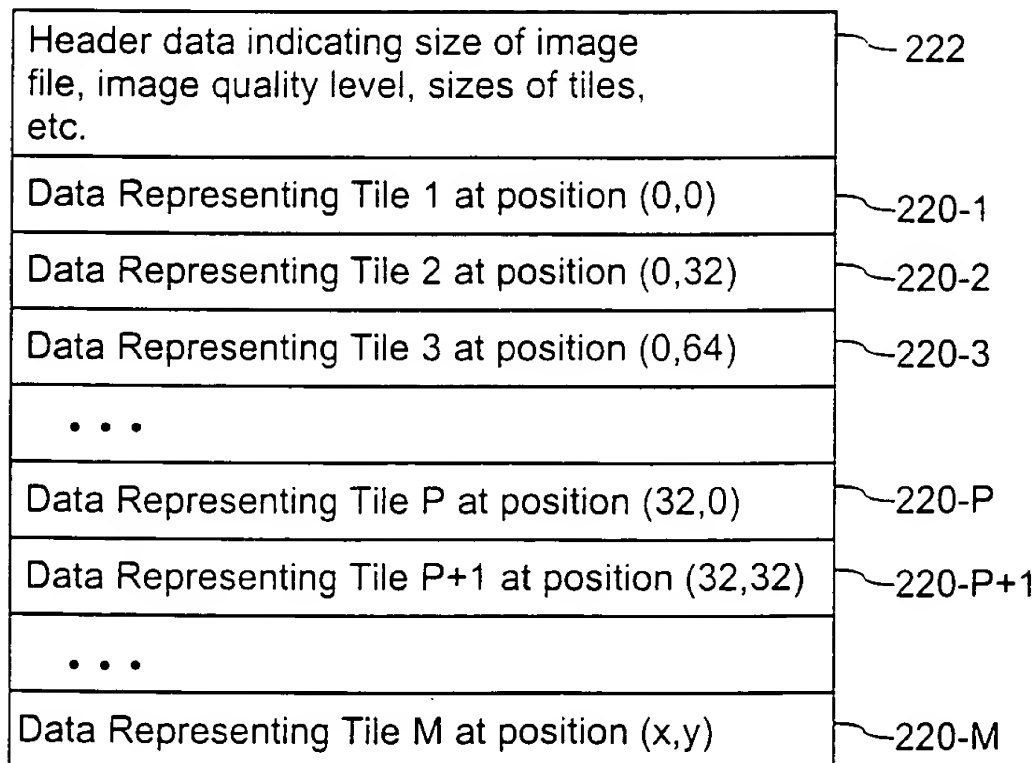 Header data indicating size of image 222
file, image quality level, sizes of tiles,
etc.
Data Representing Tile 1 at position (0,0) 220-1
Data Representing Tile 2 at position (0,32) 220-2
Data Representing Tile 3 at position (0,64) 220-3
• • •
Data Representing Tile P at position (32,0) 220-P
Data Representing Tile P+1 at position (32,32) 220-P+1
• • •
Data Representing Tile M at position (x,y) 220-M